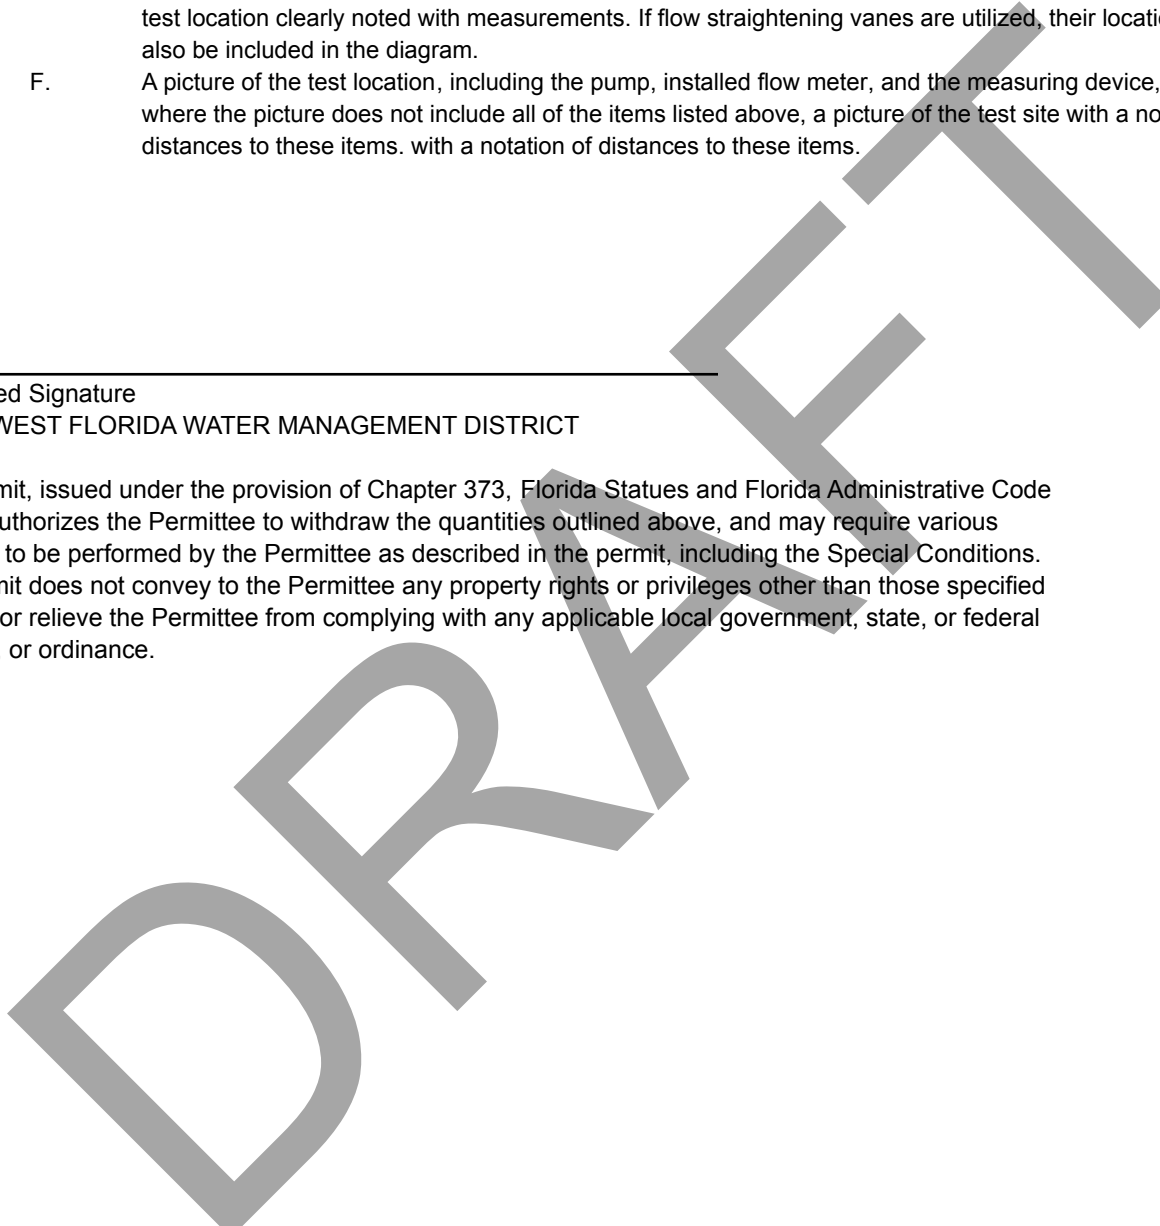 test location clearly noted with measurements. If flow straightening vanes are utilized, their locati
also be included in the diagram.
F. A picture of the test location, including the pump, installed flow meter, and the measuring device,
where the picture does not include all of the items listed above, a picture of the test site with a no
distances to these items. with a notation of distances to these items.
ed Signature
WEST FLORIDA WATER MANAGEMENT DISTRICT
mit, issued under the provision of Chapter 373, Florida Statues and Florida Administrative Code
uthorizes the Permittee to withdraw the quantities outlined above, and may require various
to be performed by the Permittee as described in the permit, including the Special Conditions.
mit does not convey to the Permittee any property rights or privileges other than those specified
or relieve the Permittee from complying with any applicable local government, state, or federal
or ordinance.
DRAFT